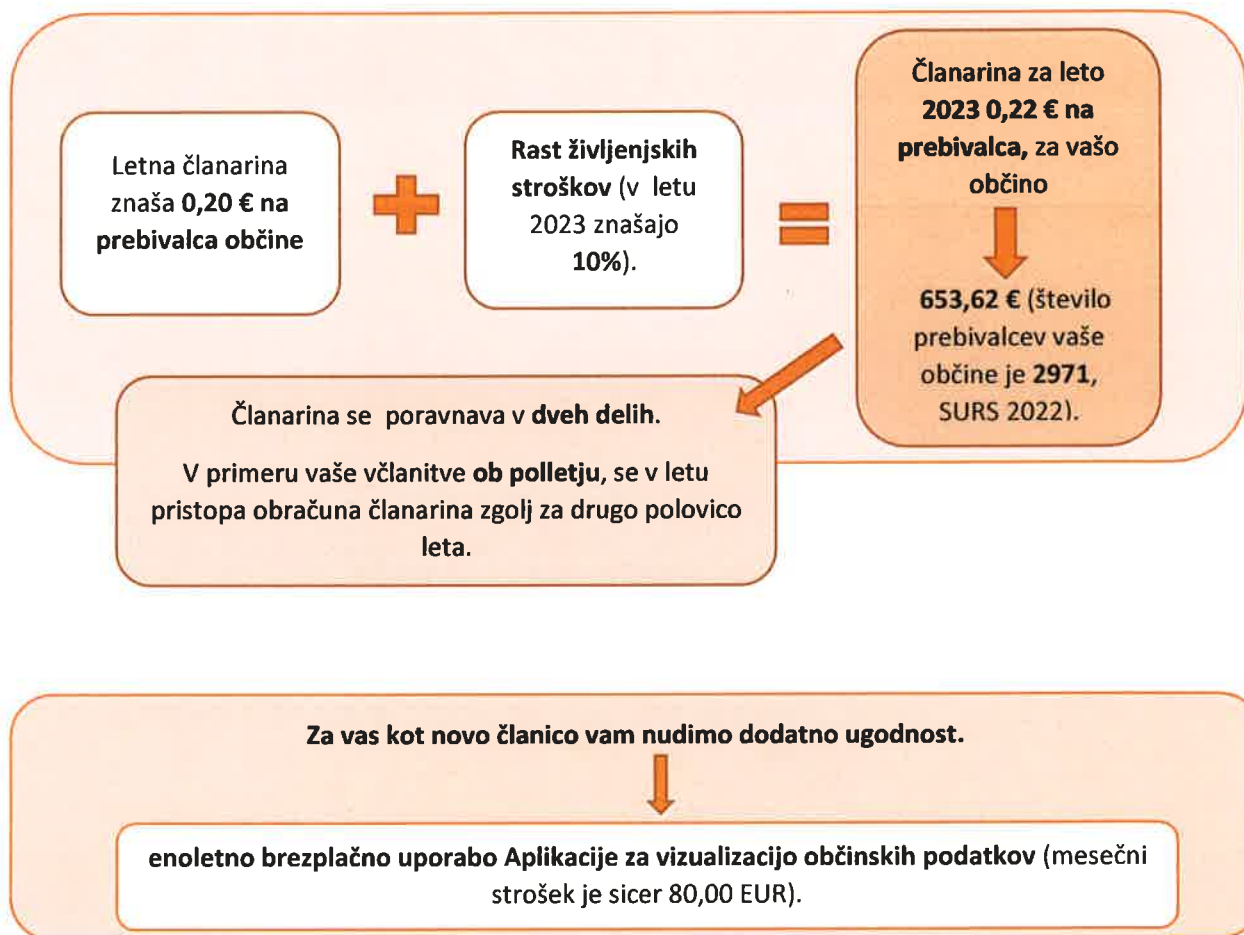 Letna članarina
znaša 0,20 € na
prebivalca občine
Rast življenjskih
stroškov (v letu
2023 znašajo
10%).
Članarina za leto
2023 0,22 € na
prebivalca, za vašo
občino
653,62 € (število
prebivalcev vaše
občine je 2971,
SURS 2022).
Članarina se poravnava v dveh delih.
V primeru vaše včlanitve ob polletju, se v letu
pristopa obračuna članarina zgolj za drugo polovico
leta.
Za vas kot novo članico vam nudimo dodatno ugodnost.
enoletno brezplačno uporabo Aplikacije za vizualizacijo občinskih podatkov (mesečni
strošek je sicer 80,00 EUR).